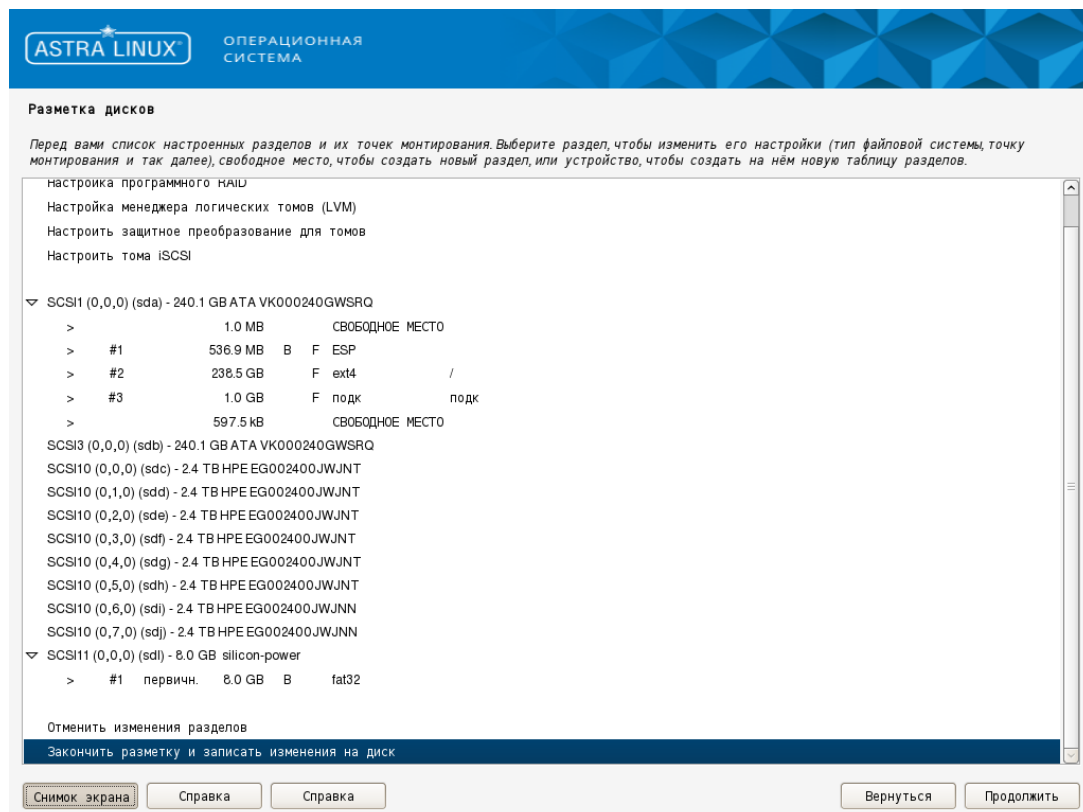 ASTRA LINUX®
ОПЕРАЦИОННАЯ
СИСТЕМА
Разметка дисков
Перед вами список настроенных разделов и их точек монтирования. Выберите раздел, чтобы изменить его настройки (тип файловой системы, точку
монтирования и так далее), свободное место, чтобы создать новый раздел, или устройство, чтобы создать на нём новую таблицу разделов.
Настройка программного RAID
Настройка менеджера логических томов (LVM)
Настроить защитное преобразование для томов
Настроить тома iSCSI
SCSI1 (0,0,0) (sda) - 240.1 GB ATA VK000240GWSRQ
> 1.0 MB СВОБОДНОЕ МЕСТО
> #1 536.9 MB B F ESP
> #2 238.5 GB F ext4 /
> #3 1.0 GB F подк подк
> 597.5 kB СВОБОДНОЕ МЕСТО
SCSI3 (0,0,0) (sdb) - 240.1 GB ATA VK000240GWSRQ
SCSI10 (0,0,0) (sdc) - 2.4 TB HPE EG002400JWJNT
SCSI10 (0,1,0) (sdd) - 2.4 TB HPE EG002400JWJNT
SCSI10 (0,2,0) (sde) - 2.4 TB HPE EG002400JWJNT
SCSI10 (0,3,0) (sdf) - 2.4 TB HPE EG002400JWJNT
SCSI10 (0,4,0) (sdg) - 2.4 TB HPE EG002400JWJNT
SCSI10 (0,5,0) (sdh) - 2.4 TB HPE EG002400JWJNT
SCSI10 (0,6,0) (sdi) - 2.4 TB HPE EG002400JWJNN
SCSI10 (0,7,0) (sdj) - 2.4 TB HPE EG002400JWJNN
SCSI11 (0,0,0) (sdl) - 8.0 GB silicon-power
> #1 первичн. 8.0 GB B fat32
Отменить изменения разделов
Закончить разметку и записать изменения на диск
Снимок экрана Справка Справка Вернуться Продолжить